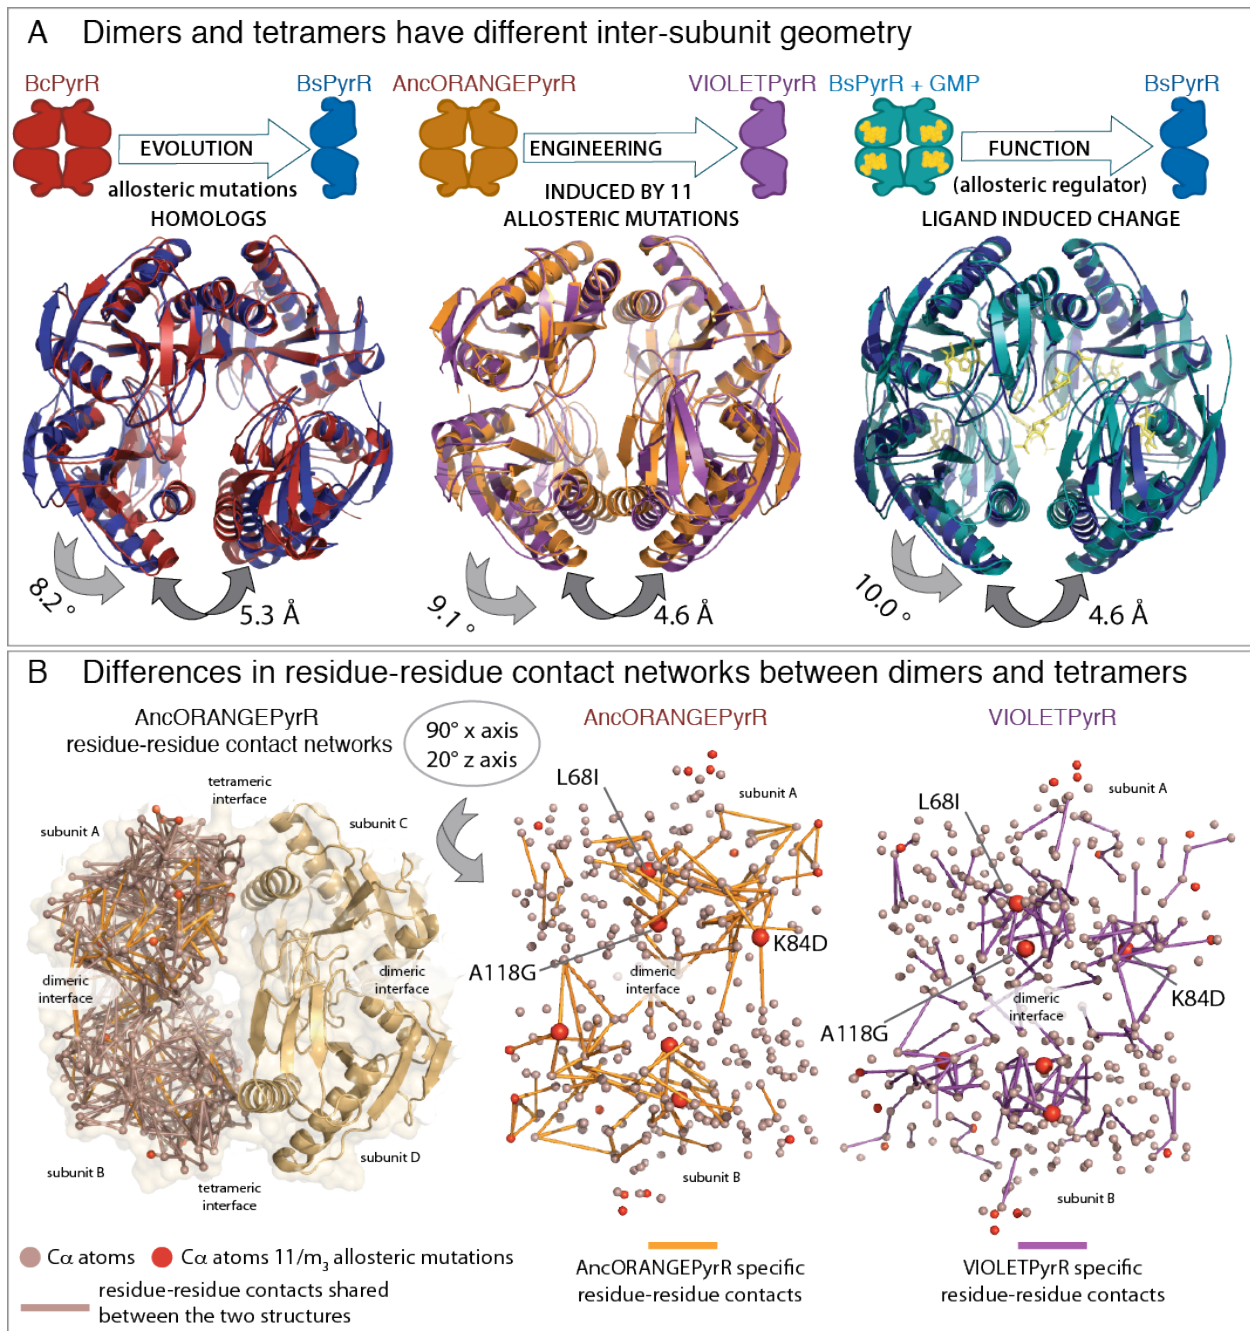 A Dimers and tetramers have different inter-subunit geometry
BcPyrR
BsPyrR
EVOLUTION
allosteric mutations
HOMOLOGS
AncORANGEPyrR
VIOLETPyrR
ENGINEERING
INDUCED BY 11
ALLOSTERIC MUTATIONS
BsPyrR + GMP
BsPyrR
FUNCTION
(allosteric regulator)
LIGAND INDUCED CHANGE
8.2 °
5.3 Å
9.1 °
4.6 Å
10.0 °
4.6 Å
B Differences in residue-residue contact networks between dimers and tetramers
AncORANGEPyrR
residue-residue contact networks
90° x axis
20° z axis
tetrameric
interface
subunit A
subunit C
dimeric
interface
dimeric
interface
subunit B
subunit D
tetrameric
interface
AncORANGEPyrR
L68I
subunit A
K84D
A118G
dimeric
interface
subunit B
VIOLETPyrR
subunit A
L68I
K84D
A118G
dimeric
interface
subunit B
Cα atoms
Cα atoms 11/m3 allosteric mutations
residue-residue contacts shared
between the two structures
AncORANGEPyrR specific
residue-residue contacts
VIOLETPyrR specific
residue-residue contacts